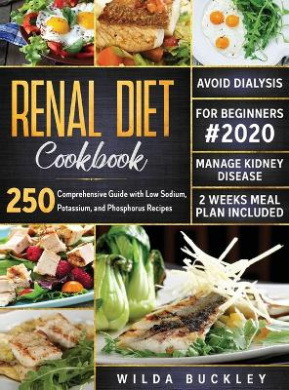 RENAL DIET
Cookbook
250 Comprehensive Guide with Low Sodium,
Potassium, and Phosphorus Recipes
AVOID DIALYSIS
FOR BEGINNERS
#2020
MANAGE KIDNEY
DISEASE
2 WEEKS MEAL
PLAN INCLUDED
WILDA BUCKLEY